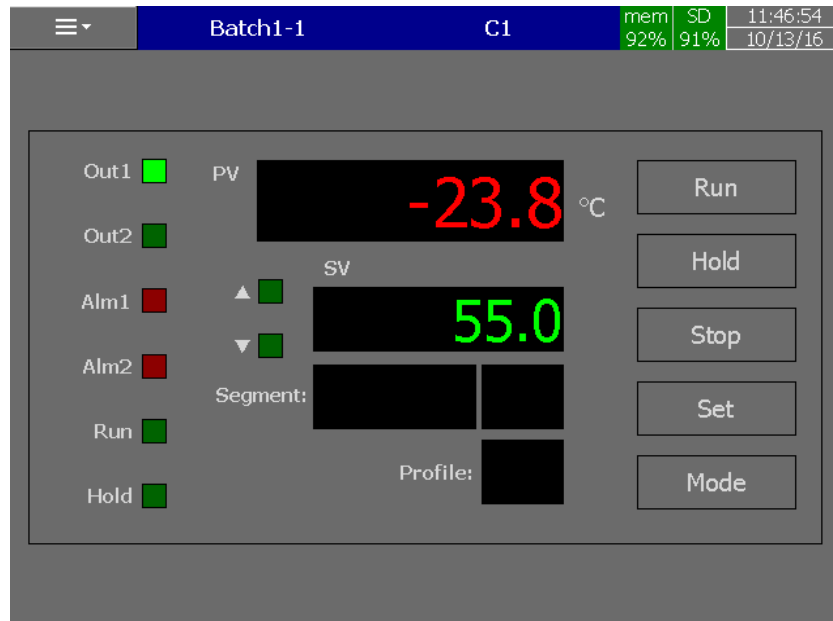 Batch1-1 C1 mem SD 11:46:54
92% 91% 10/13/16
Out1 PV -23.8 °C Run
Out2
SV Hold
Alm1 55.0 Stop
Alm2
Segment: Set
Run
Profile: Mode
Hold